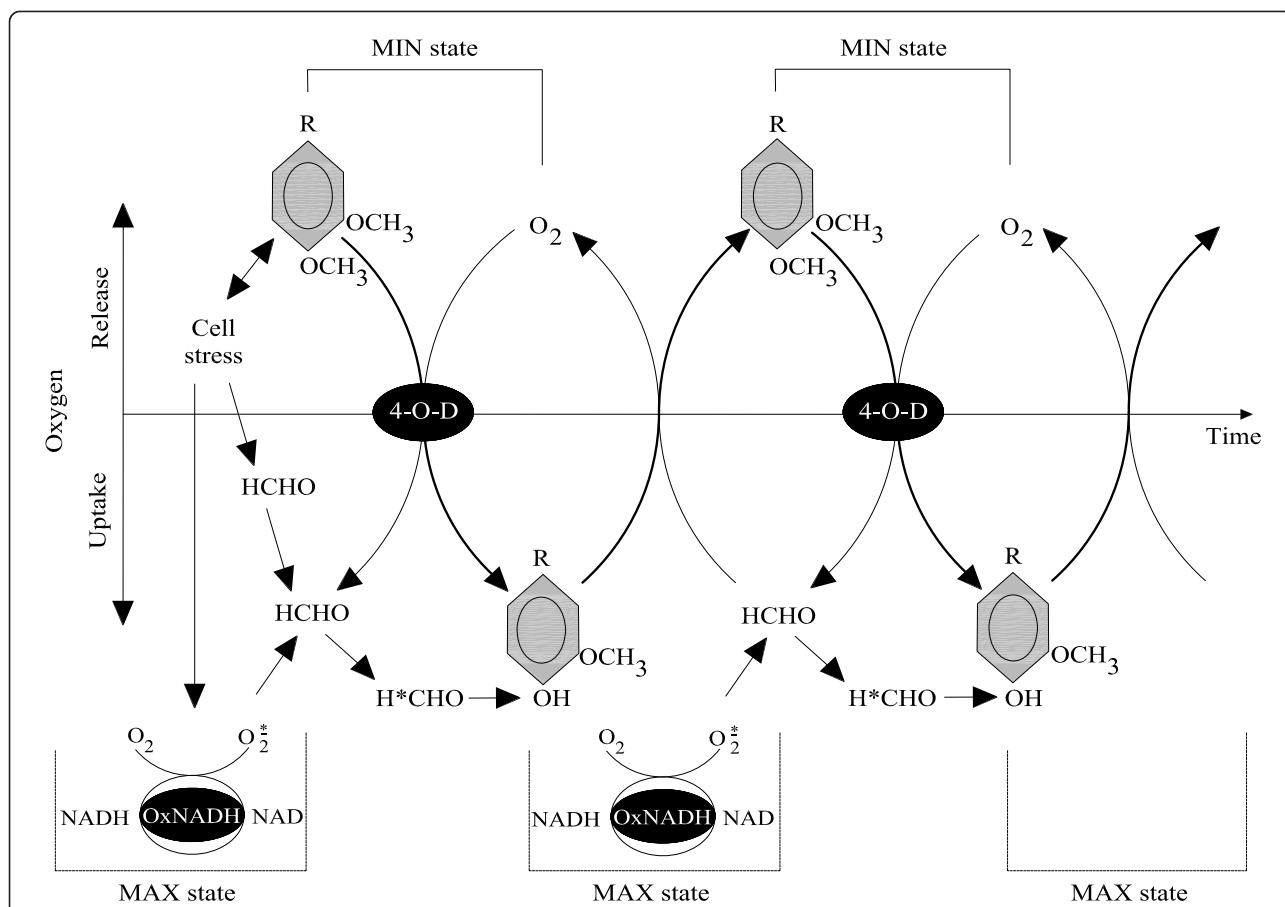 MIN state
MIN state
R
R
OCH3
OCH3
O2
OCH3
OCH3
O2
Oxygen
Release
Uptake
Cell
stress
4-O-D
4-O-D
Time
HCHO
HCHO
R
OCH3
OH
H*CHO
HCHO
R
OCH3
OH
H*CHO
O2
O2*
NADH
OxNADH
NAD
MAX state
O2
O2*
NADH
OxNADH
NAD
MAX state
MAX state